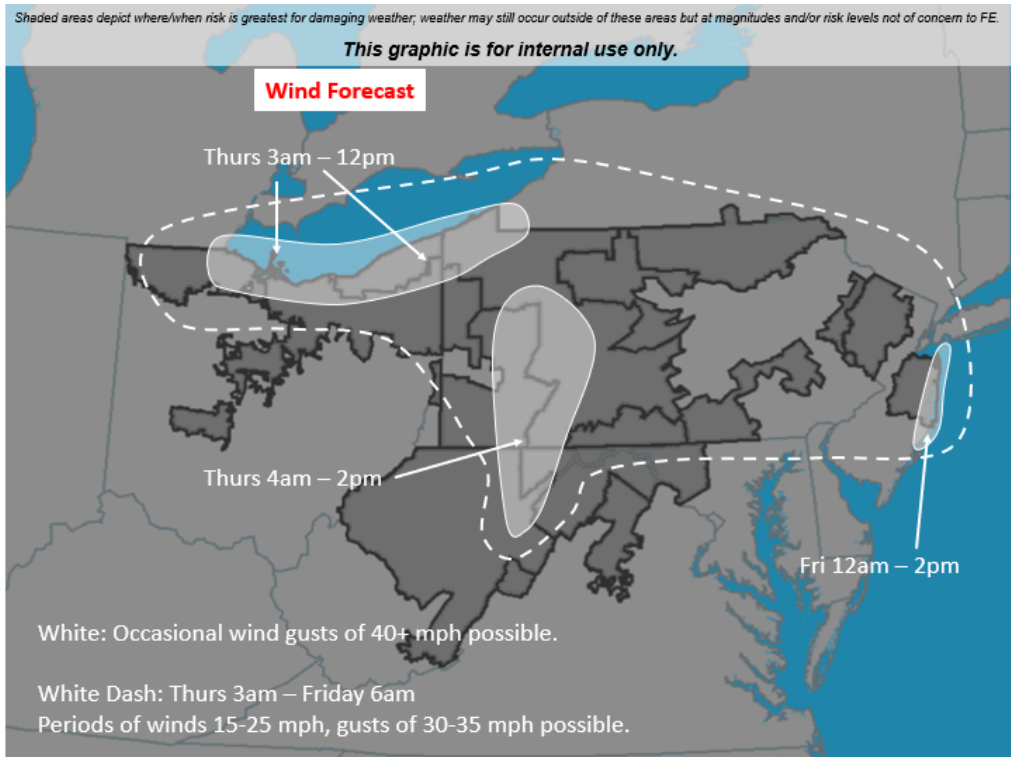 Shaded areas depict where/when risk is greatest for damaging weather; weather may still occur outside of these areas but at magnitudes and/or risk levels not of concern to FE.
This graphic is for internal use only.
Wind Forecast
Thurs 3am – 12pm
Thurs 4am – 2pm
Fri 12am – 2pm
White: Occasional wind gusts of 40+ mph possible.
White Dash: Thurs 3am – Friday 6am
Periods of winds 15-25 mph, gusts of 30-35 mph possible.